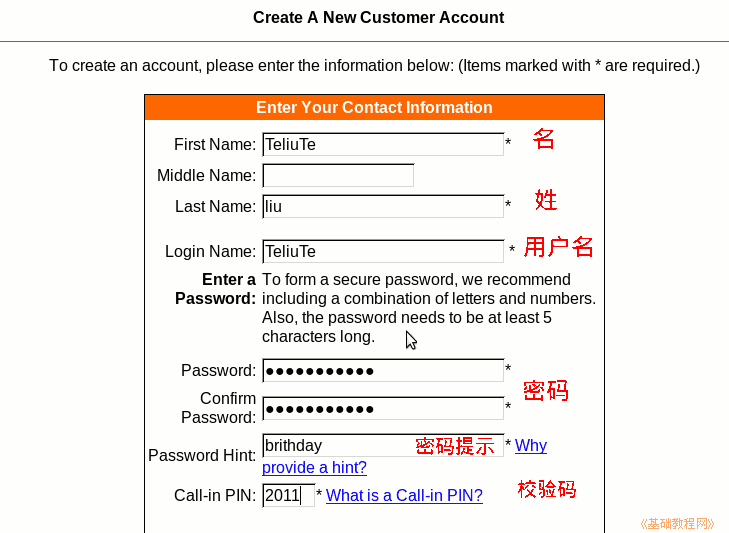 Create A New Customer Account
To create an account, please enter the information below: (Items marked with * are required.)
Enter Your Contact Information
First Name: TeliuTe * 名
Middle Name:
Last Name: liu * 姓
Login Name: TeliuTe * 用户名
Enter a Password: To form a secure password, we recommend
including a combination of letters and numbers.
Also, the password needs to be at least 5
characters long.
Password: ●●●●●●●●●●● *
Confirm Password: ●●●●●●●●●●● * 密码
Password Hint: brithday 密码提示 * Why
provide a hint?
Call-in PIN: 2011 * What is a Call-in PIN? 校验码
《基础教程网》